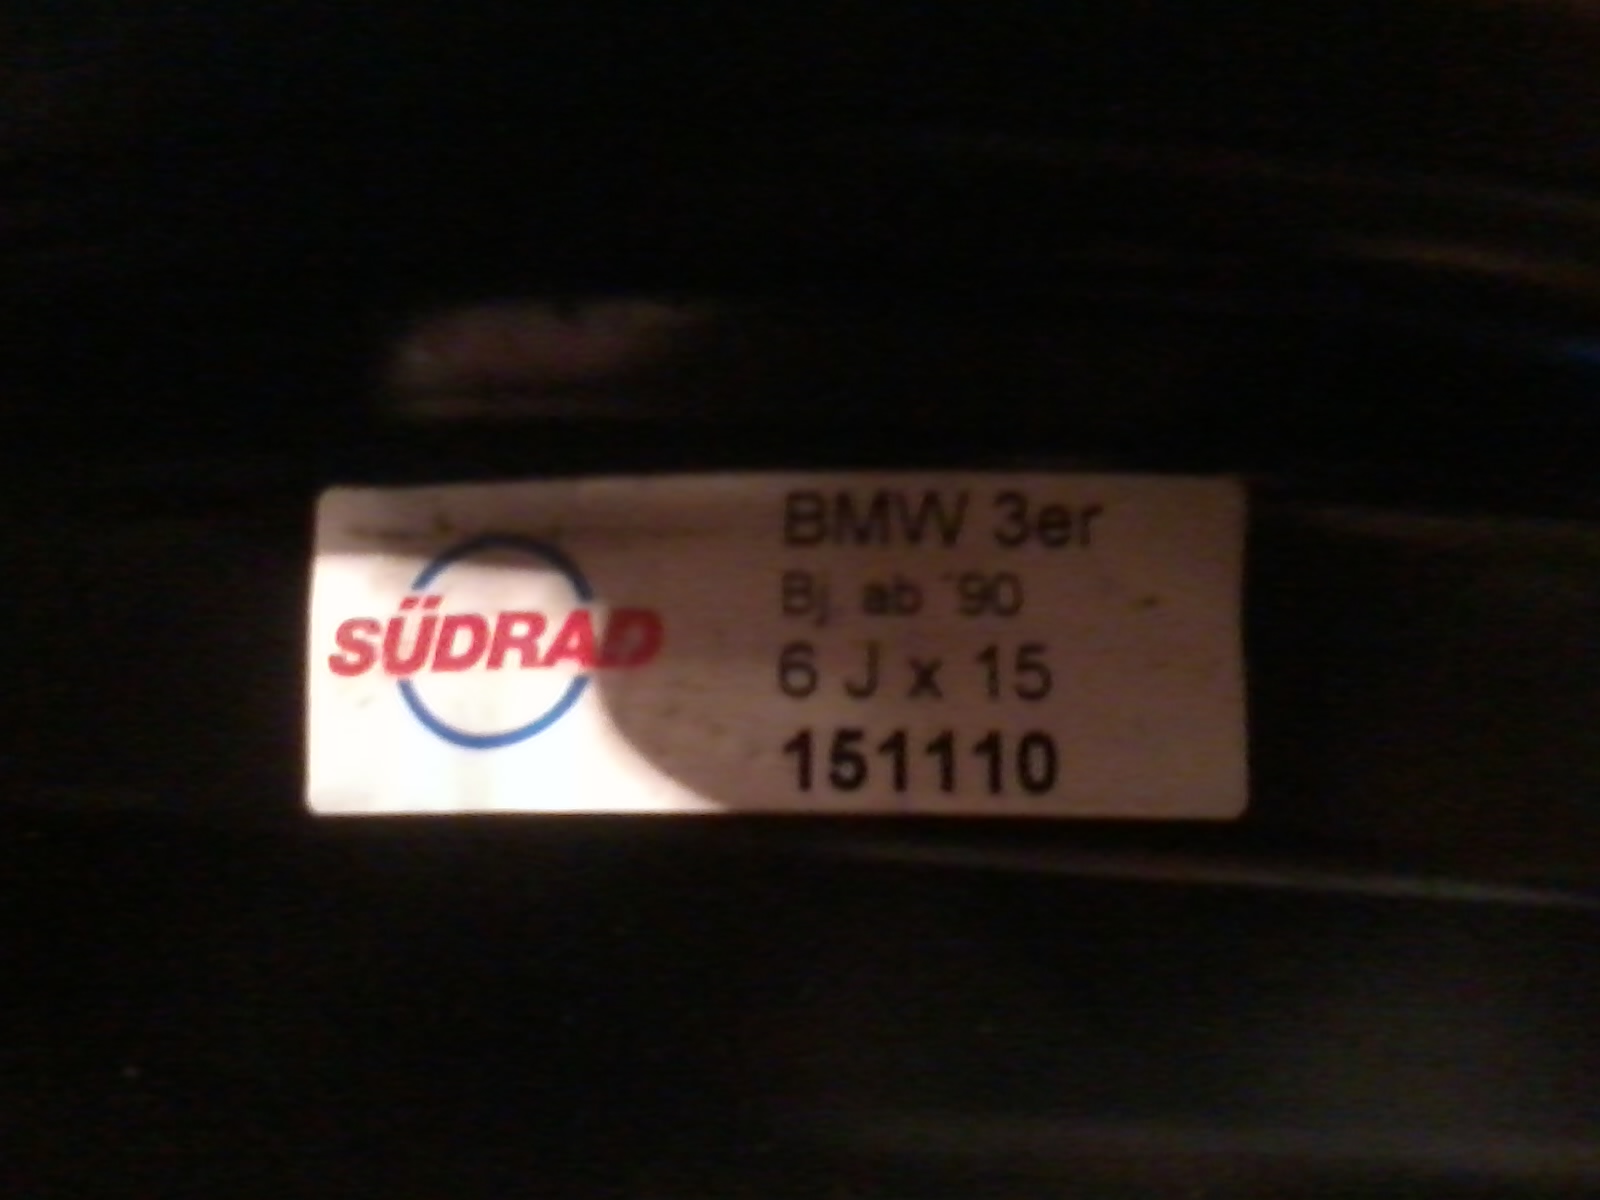 SÜDRAD
BMW 3er
Bj. ab ´90
6 J x 15
151110